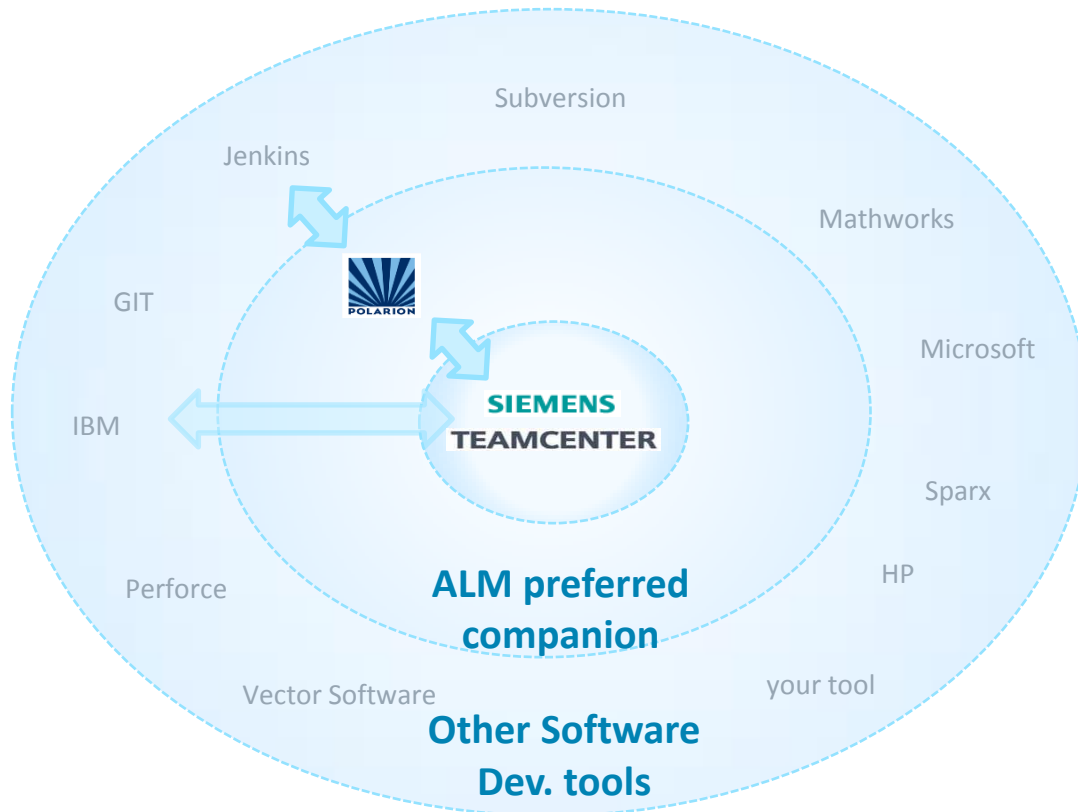 Subversion
Jenkins
Mathworks
POLARION
GIT
Microsoft
SIEMENS
TEAMCENTER
IBM
Sparx
HP
Perforce
ALM preferred
companion
your tool
Vector Software
Other Software
Dev. tools